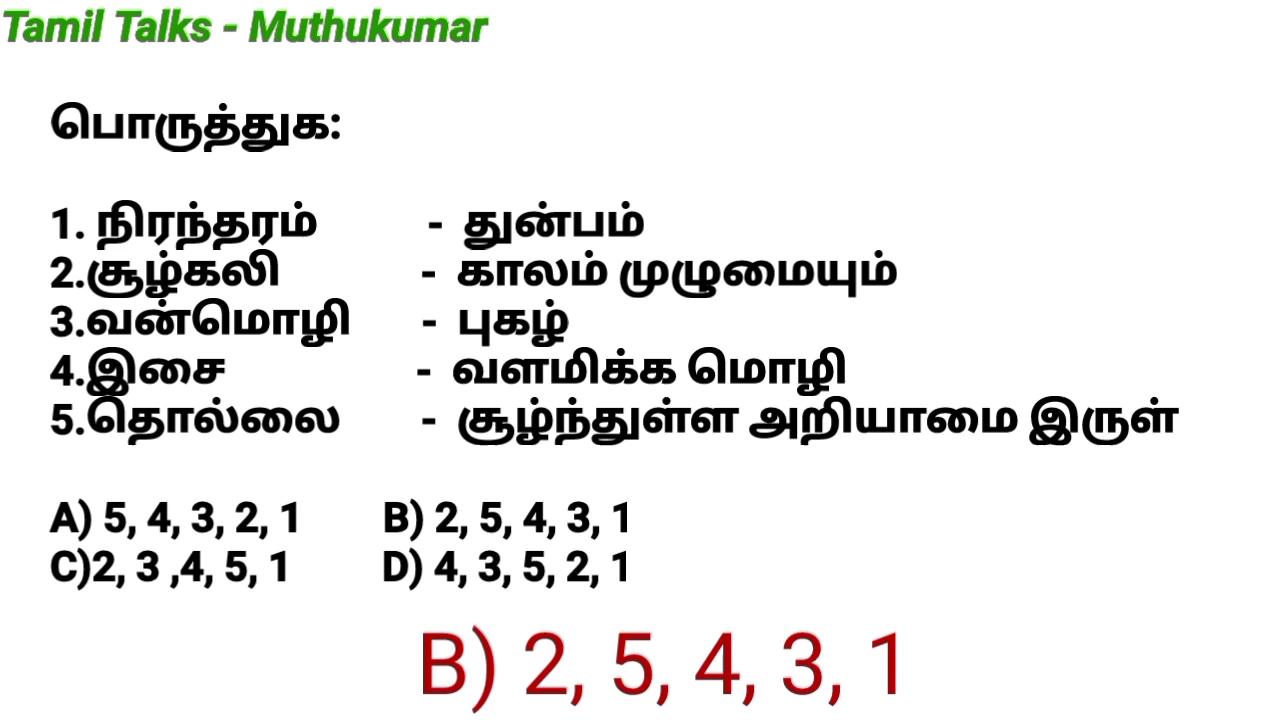 Tamil Talks - Muthukumar
பொருத்துக:
1. நிரந்தரம் - துன்பம்
2.சூழ்கலி - காலம் முழுமையும்
3.வன்மொழி - புகழ்
4.இசை - வளமிக்க மொழி
5.தொல்லை - சூழ்ந்துள்ள அறியாமை இருள்
A) 5, 4, 3, 2, 1 B) 2, 5, 4, 3, 1
C)2, 3 ,4, 5, 1 D) 4, 3, 5, 2, 1
B) 2, 5, 4, 3, 1